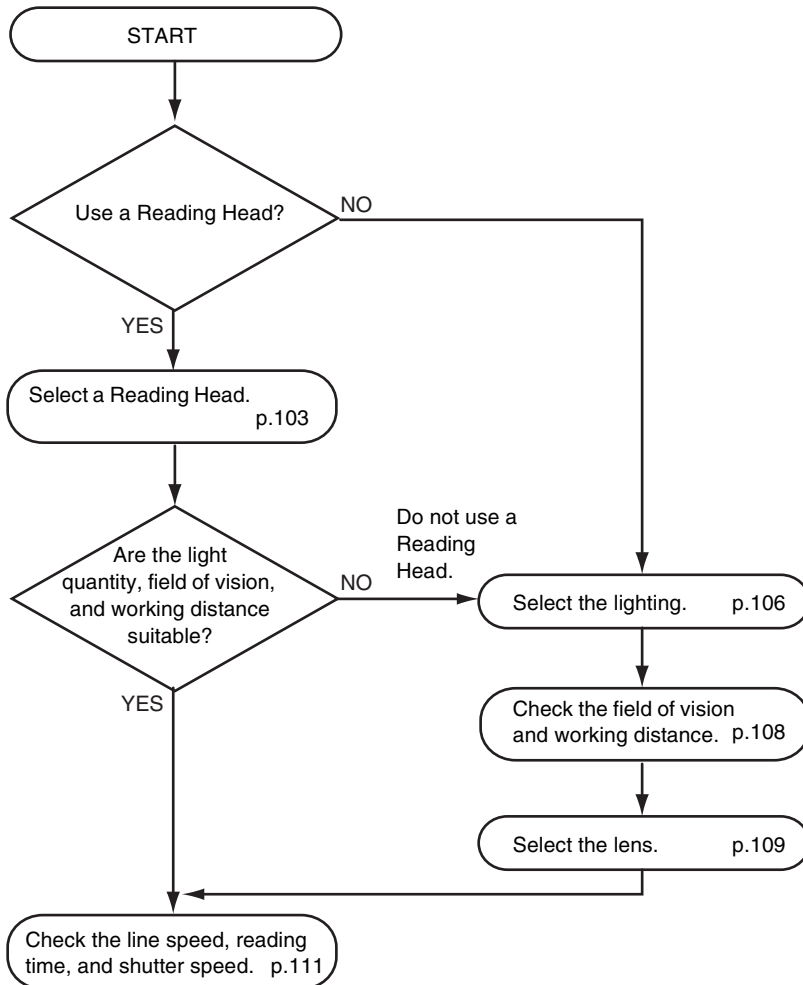 START
Use a Reading Head?
NO
YES
Select a Reading Head.
p.103
Are the light
quantity, field of vision,
and working distance
suitable?
NO
Do not use a
Reading
Head.
YES
Select the lighting. p.106
Check the field of vision
and working distance. p.108
Select the lens. p.109
Check the line speed, reading
time, and shutter speed. p.111